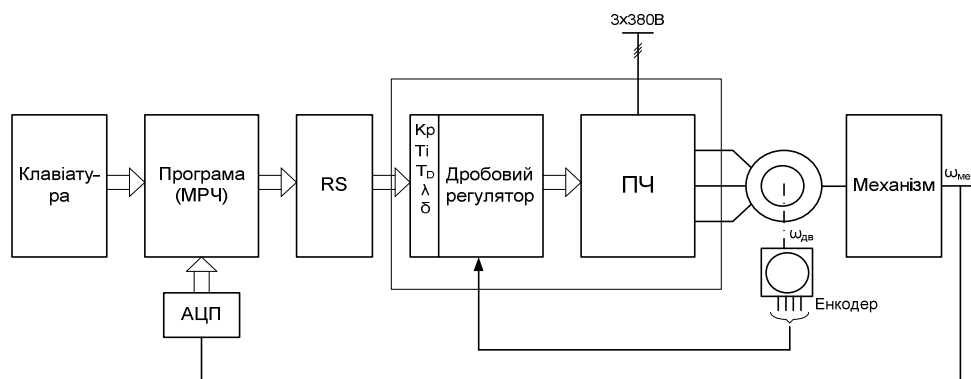 3x380В
Клавіату-
ра
Програма
(МРЧ)
RS
Kp
Ti
TD
λ
δ
Дробовий
регулятор
ПЧ
Механізм
ωме
ωдв
Енкодер
АЦП